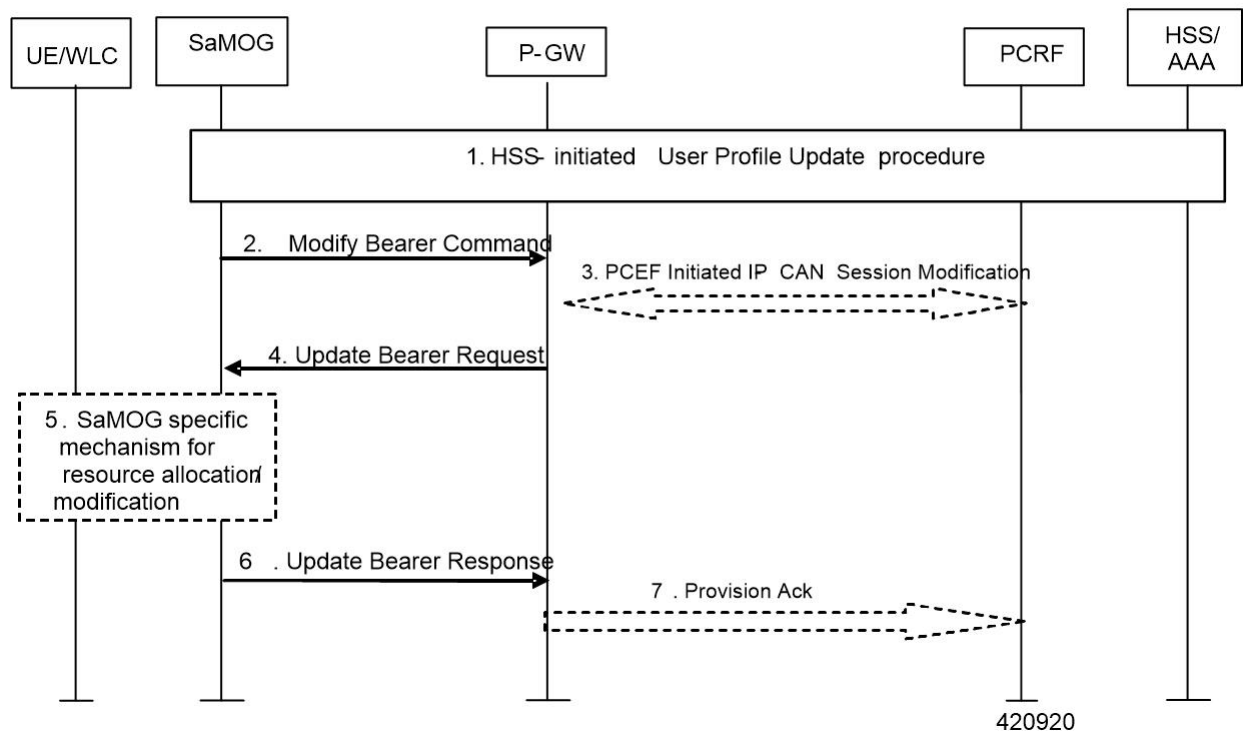 UE/WLC
SaMOG
P-GW
PCRF
HSS/
AAA
1. HSS- initiated User Profile Update procedure
2. Modify Bearer Command
3. PCEF Initiated IP CAN Session Modification
4. Update Bearer Request
5 . SaMOG specific
mechanism for
resource allocation/
modification
6 . Update Bearer Response
7 . Provision Ack
420920